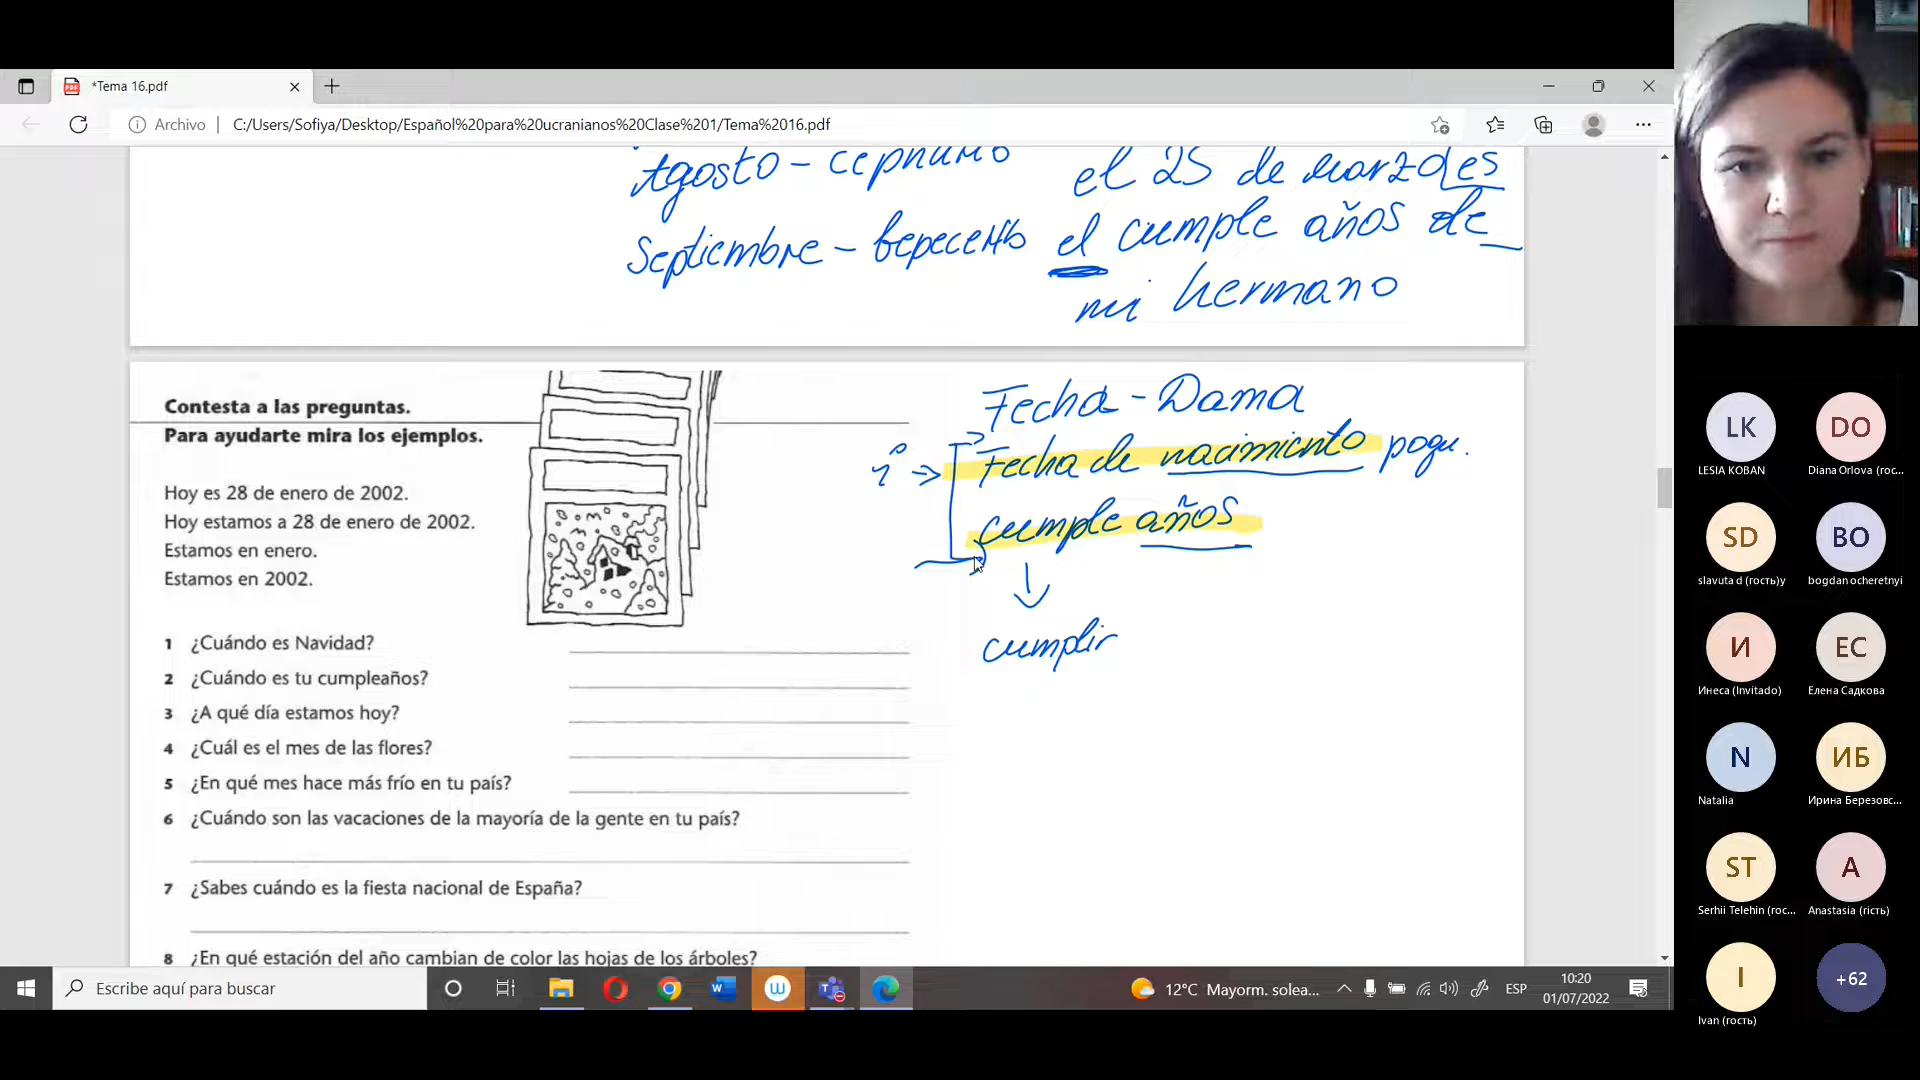 *Tema 16.pdf
Archivo
C:/Users/Sofiya/Desktop/Español%20para%20ucranianos%20Clase%201/Tema%2016.pdf
Agosto – серпень
Septiembre – вересень
el 25 de marzo es
el cumple años de
mi hermano
Contesta a las preguntas.
Para ayudarte mira los ejemplos.
Hoy es 28 de enero de 2002.
Hoy estamos a 28 de enero de 2002.
Estamos en enero.
Estamos en 2002.
1 ¿Cuándo es Navidad?
2 ¿Cuándo es tu cumpleaños?
3 ¿A qué día estamos hoy?
4 ¿Cuál es el mes de las flores?
5 ¿En qué mes hace más frío en tu país?
6 ¿Cuándo son las vacaciones de la mayoría de la gente en tu país?
7 ¿Sabes cuándo es la fiesta nacional de España?
8 ¿En qué estación del año cambian de color las hojas de los árboles?
Fecha – Дата
Fecha de nacimiento
cumple años
cumplir
LK
LESIA KOBAN
DO
Diana Orlova (гос...
SD
slavuta d (гость)y
BO
bogdan ocheretnyi
И
Инеса (Invitado)
ЕС
Елена Садкова
N
Natalia
ИБ
Ирина Березовс...
ST
Serhii Telehin (гос...
A
Anastasia (гість)
I
Ivan (гость)
+62
Escribe aquí para buscar
12°C Mayorm. solea...
ESP
10:20
01/07/2022